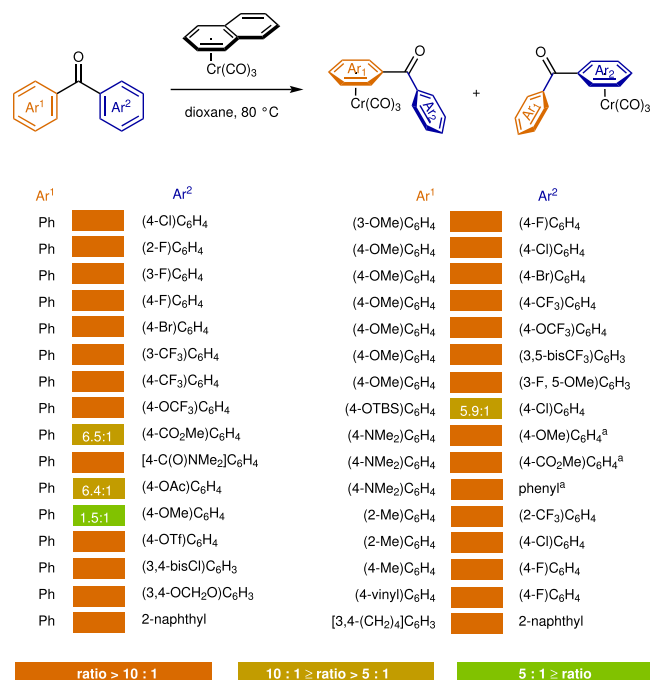 O
Ar1
Ar2
Cr(CO)3
dioxane, 80 °C
Ar1
O
Cr(CO)3
Ar2
+
O
Ar1
Ar2
Cr(CO)3
Ar1 Ar2
Ph (4-Cl)C6H4
Ph (2-F)C6H4
Ph (3-F)C6H4
Ph (4-F)C6H4
Ph (4-Br)C6H4
Ph (3-CF3)C6H4
Ph (4-CF3)C6H4
Ph (4-OCF3)C6H4
Ph 6.5:1 (4-CO2Me)C6H4
Ph [4-C(O)NMe2]C6H4
Ph 6.4:1 (4-OAc)C6H4
Ph 1.5:1 (4-OMe)C6H4
Ph (4-OTf)C6H4
Ph (3,4-bisCl)C6H3
Ph (3,4-OCH2O)C6H3
Ph 2-naphthyl
Ar1 Ar2
(3-OMe)C6H4 (4-F)C6H4
(4-OMe)C6H4 (4-Cl)C6H4
(4-OMe)C6H4 (4-Br)C6H4
(4-OMe)C6H4 (4-CF3)C6H4
(4-OMe)C6H4 (4-OCF3)C6H4
(4-OMe)C6H4 (3,5-bisCF3)C6H3
(4-OMe)C6H4 (3-F, 5-OMe)C6H3
(4-OTBS)C6H4 5.9:1 (4-Cl)C6H4
(4-NMe2)C6H4 (4-OMe)C6H4a
(4-NMe2)C6H4 (4-CO2Me)C6H4a
(4-NMe2)C6H4 phenyla
(2-Me)C6H4 (2-CF3)C6H4
(2-Me)C6H4 (4-Cl)C6H4
(4-Me)C6H4 (4-F)C6H4
(4-vinyl)C6H4 (4-F)C6H4
[3,4-(CH2)4]C6H3 2-naphthyl
ratio > 10 : 1
10 : 1 ≥ ratio > 5 : 1
5 : 1 ≥ ratio